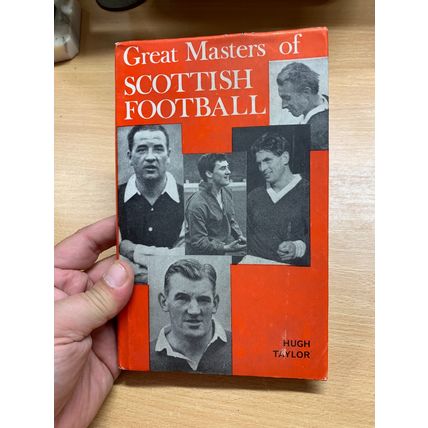 Great Masters of
SCOTTISH
FOOTBALL
HUGH
TAYLOR